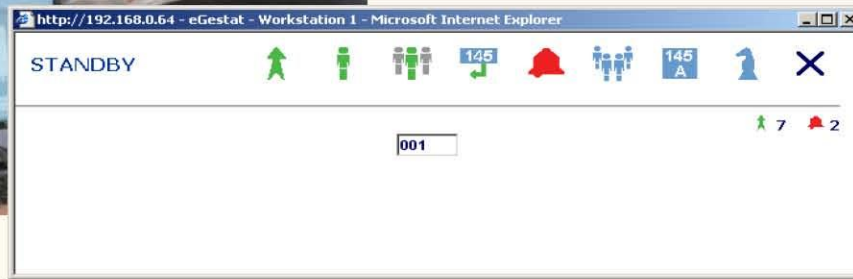 http://192.168.0.64 - eGestat - Workstation 1 - Microsoft Internet Explorer
STANDBY
145
145
A
7
2
001